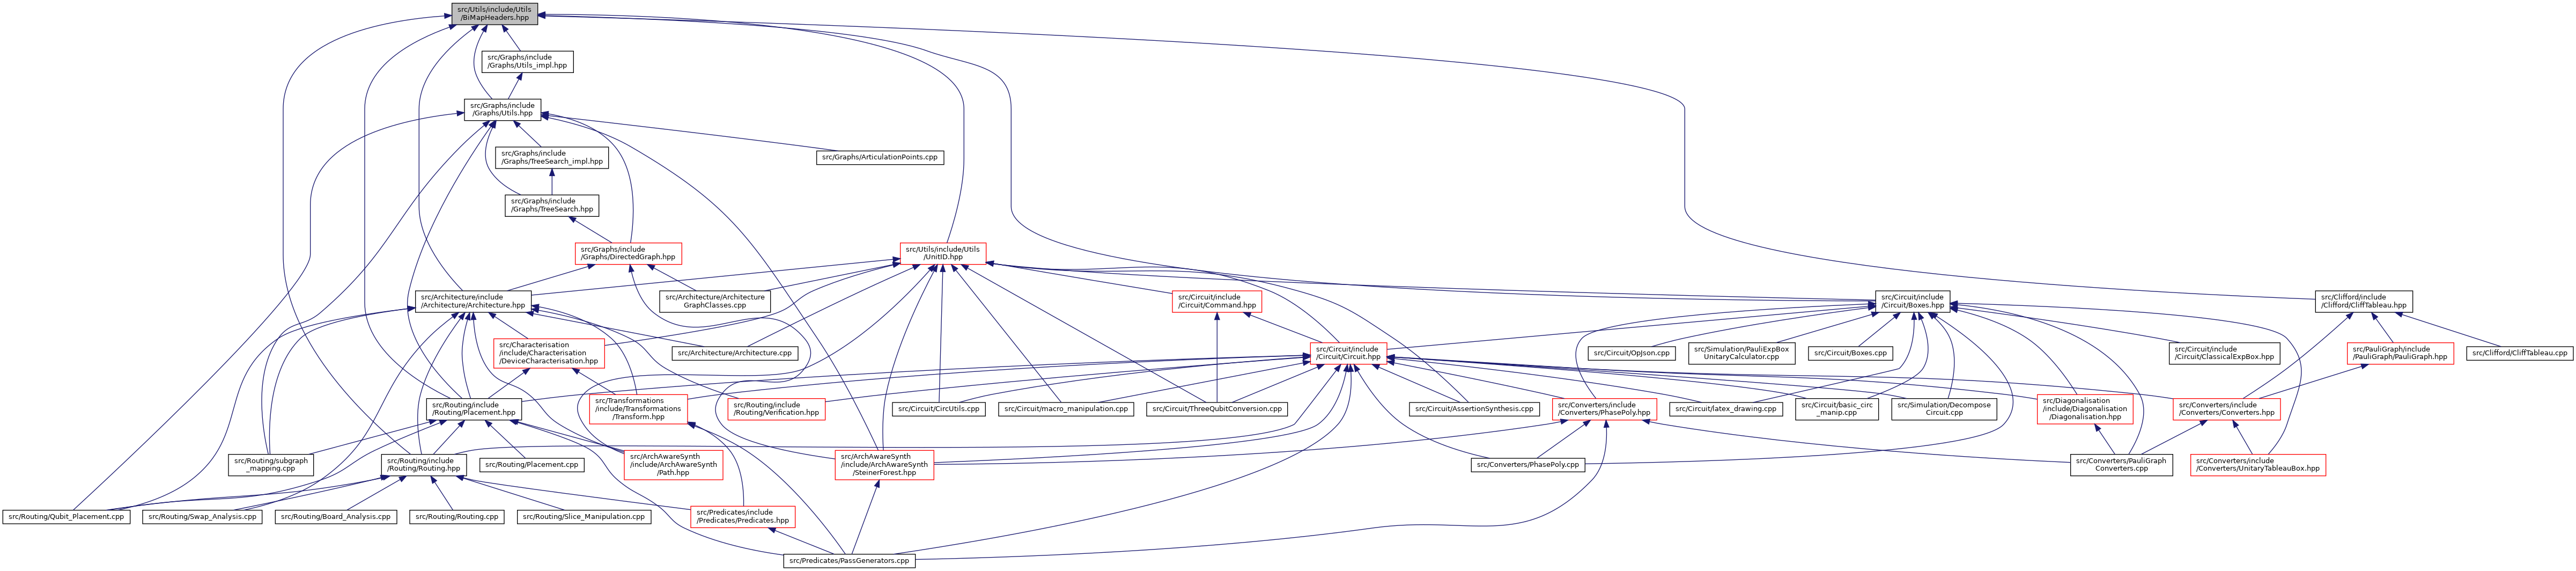 src/Utils/include/Utils
/BiMapHeaders.hpp
src/Graphs/include
/Graphs/Utils_impl.hpp
src/Graphs/include
/Graphs/Utils.hpp
src/Graphs/include
/Graphs/TreeSearch_impl.hpp
src/Graphs/ArticulationPoints.cpp
src/Graphs/include
/Graphs/TreeSearch.hpp
src/Graphs/include
/Graphs/DirectedGraph.hpp
src/Utils/include/Utils
/UnitID.hpp
src/Architecture/include
/Architecture/Architecture.hpp
src/Architecture/Architecture
GraphClasses.cpp
src/Circuit/include
/Circuit/Command.hpp
src/Circuit/include
/Circuit/Boxes.hpp
src/Clifford/include
/Clifford/CliffTableau.hpp
src/Characterisation
/include/Characterisation
/DeviceCharacterisation.hpp
src/Architecture/Architecture.cpp
src/Circuit/include
/Circuit/Circuit.hpp
src/Circuit/OpJson.cpp
src/Simulation/PauliExpBox
UnitaryCalculator.cpp
src/Circuit/Boxes.cpp
src/Circuit/include
/Circuit/ClassicalExpBox.hpp
src/PauliGraph/include
/PauliGraph/PauliGraph.hpp
src/Clifford/CliffTableau.cpp
src/Routing/include
/Routing/Placement.hpp
src/Transformations
/include/Transformations
/Transform.hpp
src/Routing/include
/Routing/Verification.hpp
src/Circuit/CircUtils.cpp
src/Circuit/macro_manipulation.cpp
src/Circuit/ThreeQubitConversion.cpp
src/Circuit/AssertionSynthesis.cpp
src/Converters/include
/Converters/PhasePoly.hpp
src/Circuit/latex_drawing.cpp
src/Circuit/basic_circ
_manip.cpp
src/Simulation/Decompose
Circuit.cpp
src/Diagonalisation
/include/Diagonalisation
/Diagonalisation.hpp
src/Converters/include
/Converters/Converters.hpp
src/Routing/subgraph
_mapping.cpp
src/Routing/include
/Routing/Routing.hpp
src/Routing/Placement.cpp
src/ArchAwareSynth
/include/ArchAwareSynth
/Path.hpp
src/ArchAwareSynth
/include/ArchAwareSynth
/SteinerForest.hpp
src/Converters/PhasePoly.cpp
src/Converters/PauliGraph
Converters.cpp
src/Converters/include
/Converters/UnitaryTableauBox.hpp
src/Routing/Qubit_Placement.cpp
src/Routing/Swap_Analysis.cpp
src/Routing/Board_Analysis.cpp
src/Routing/Routing.cpp
src/Routing/Slice_Manipulation.cpp
src/Predicates/include
/Predicates/Predicates.hpp
src/Predicates/PassGenerators.cpp